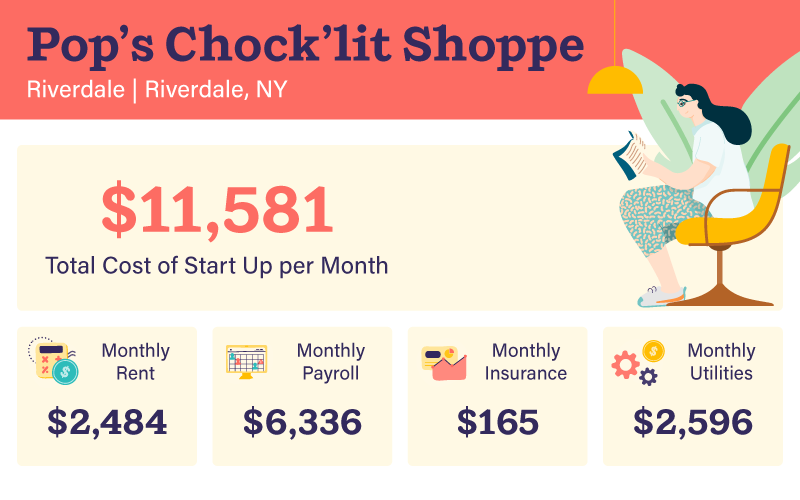 Pop's Chock'lit Shoppe
Riverdale | Riverdale, NY
$11,581
Total Cost of Start Up per Month
Monthly
Rent
$2,484
Monthly
Payroll
$6,336
Monthly
Insurance
$165
Monthly
Utilities
$2,596